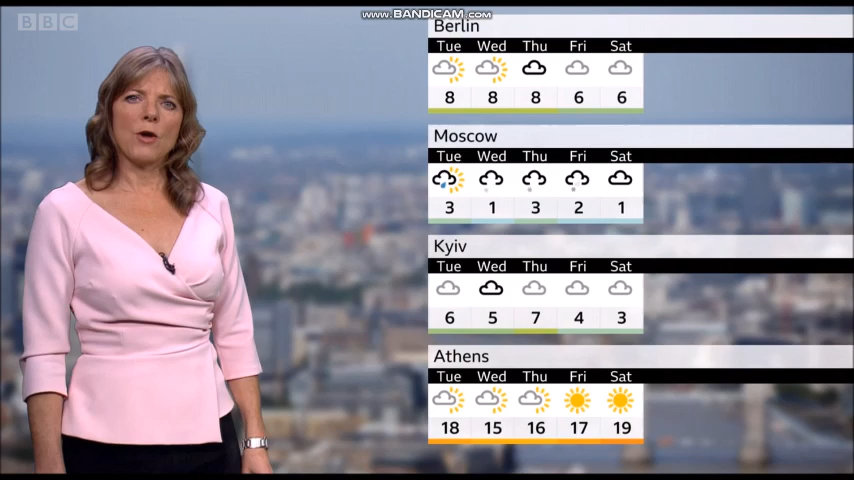 BBC
www.BANDICAM.com
Berlin
Tue Wed Thu Fri Sat
8 8 8 6 6
Moscow
Tue Wed Thu Fri Sat
3 1 3 2 1
Kyiv
Tue Wed Thu Fri Sat
6 5 7 4 3
Athens
Tue Wed Thu Fri Sat
18 15 16 17 19